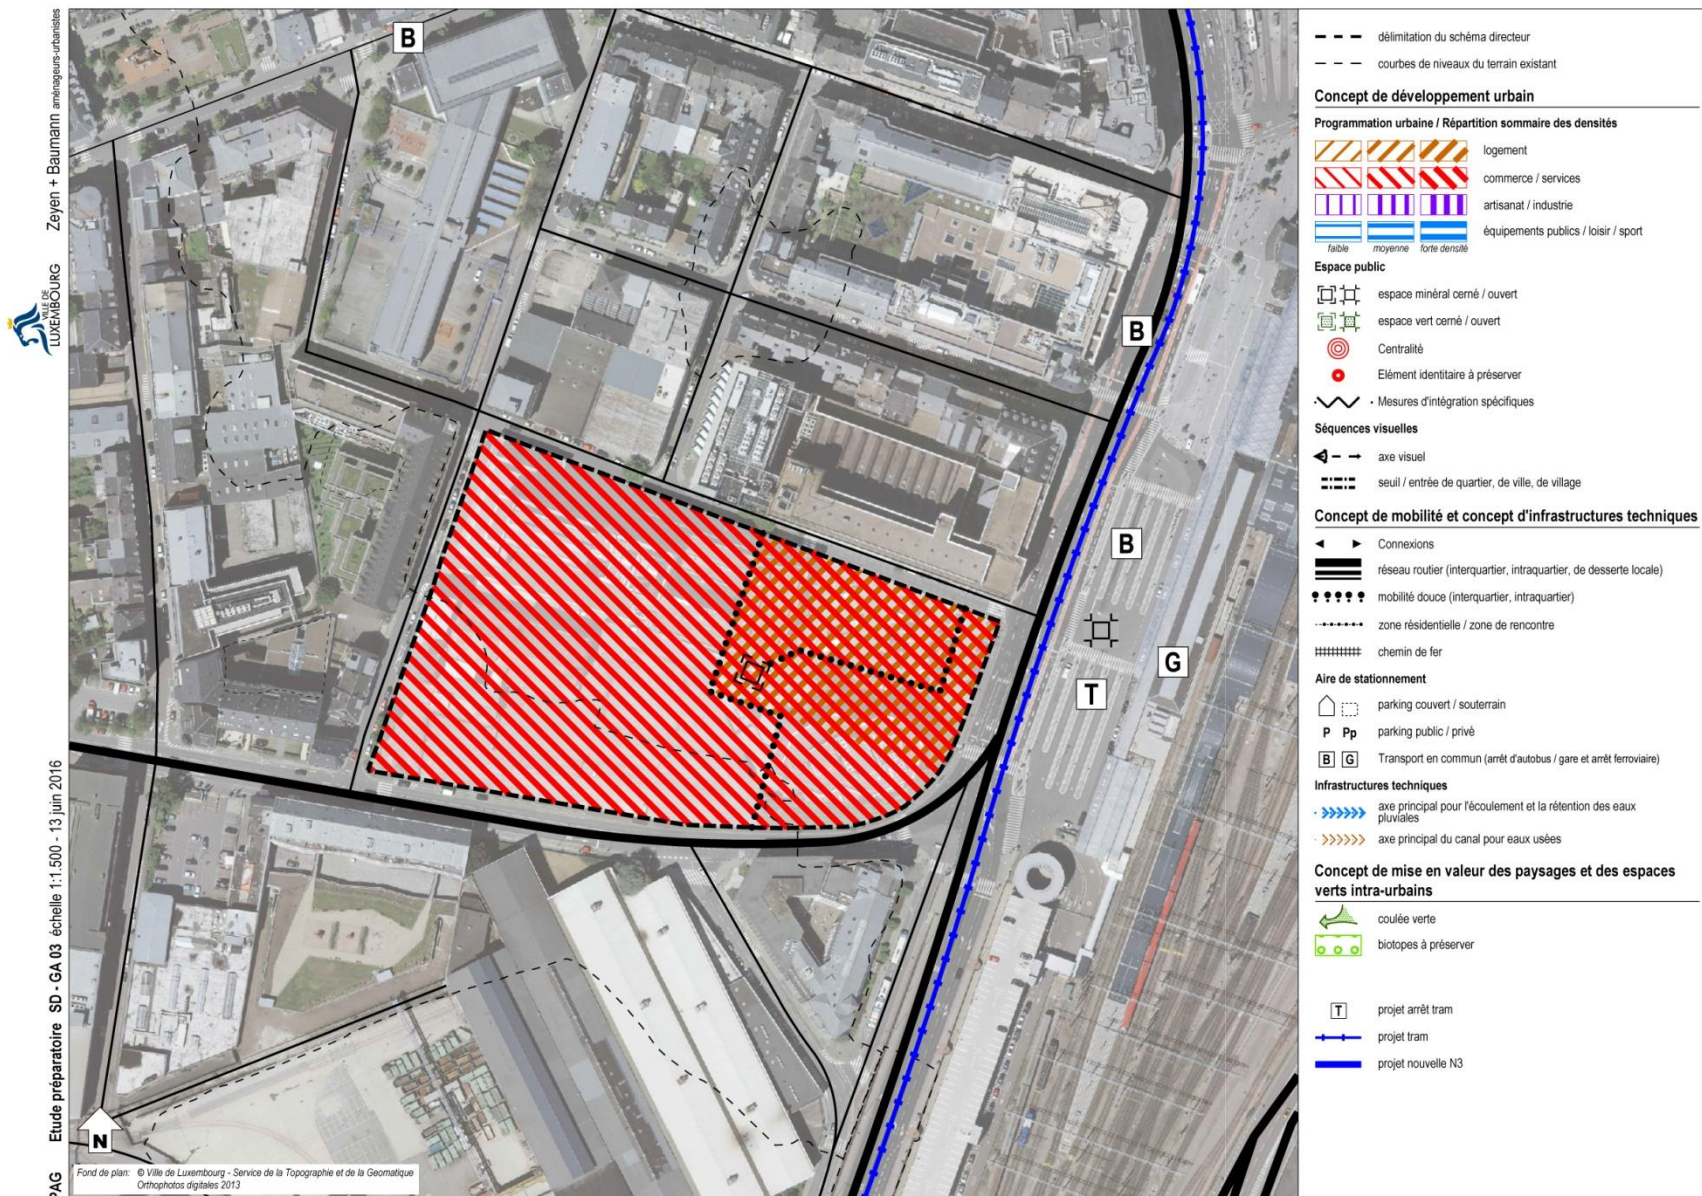 Zeyen + Baumann aménageurs-urbanistes
VILLE DE
LUXEMBOURG
Etude préparatoire SD - GA 03 échelle 1:1.500 - 13 juin 2016
PAG
B
B
B
G
T
N
Fond de plan: © Ville de Luxembourg - Service de la Topographie et de la Geomatique
Orthophotos digitales 2013
délimitation du schéma directeur
courbes de niveaux du terrain existant
Concept de développement urbain
Programmation urbaine / Répartition sommaire des densités
logement
commerce / services
artisanat / industrie
équipements publics / loisir / sport
faible moyenne forte densité
Espace public
espace minéral cerné / ouvert
espace vert cerné / ouvert
Centralité
Elément identitaire à préserver
Mesures d'intégration spécifiques
Séquences visuelles
axe visuel
seuil / entrée de quartier, de ville, de village
Concept de mobilité et concept d'infrastructures techniques
Connexions
réseau routier (interquartier, intraquartier, de desserte locale)
mobilité douce (interquartier, intraquartier)
zone résidentielle / zone de rencontre
chemin de fer
Aire de stationnement
parking couvert / souterrain
P Pp parking public / privé
B G Transport en commun (arrêt d'autobus / gare et arrêt ferroviaire)
Infrastructures techniques
axe principal pour l'écoulement et la rétention des eaux
pluviales
axe principal du canal pour eaux usées
Concept de mise en valeur des paysages et des espaces
verts intra-urbains
coulée verte
biotopes à préserver
T projet arrêt tram
projet tram
projet nouvelle N3